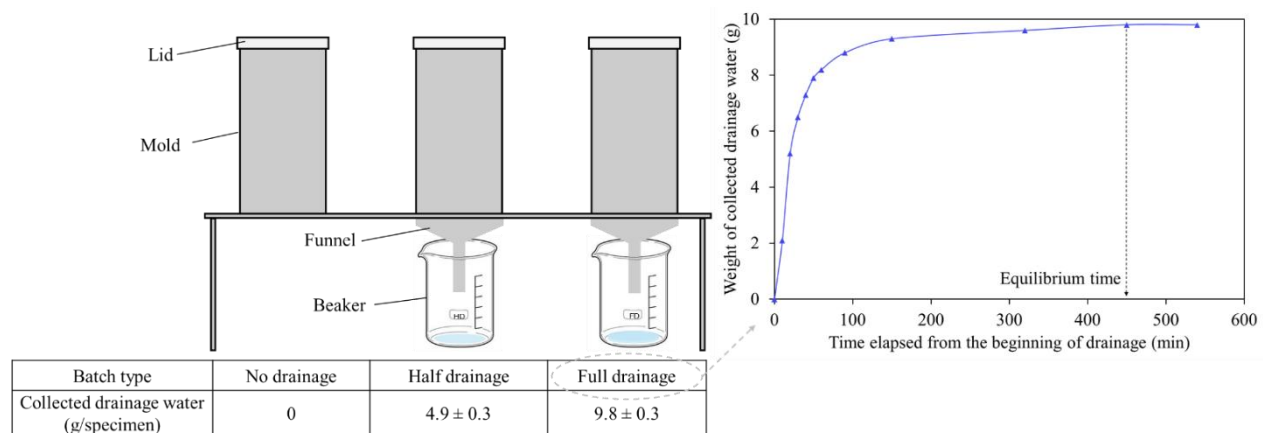 Lid
Mold
Funnel
Beaker
HD
FD
Batch type No drainage Half drainage Full drainage
Collected drainage water
(g/specimen) 0 4.9 ± 0.3 9.8 ± 0.3
Weight of collected drainage water (g)
10
8
6
4
2
0
Equilibrium time
0 100 200 300 400 500 600
Time elapsed from the beginning of drainage (min)